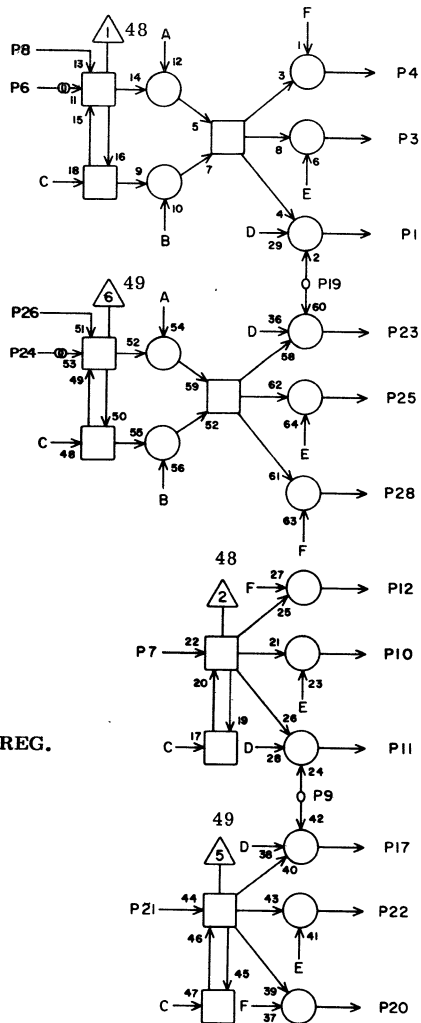 F
48
A
1
1
P8
13
14
12
3
P4
P6
11
5
15
8
P3
16
6
7
C
18
9
E
10
4
D
29
P1
B
2
49
P19
A
60
6
D
36
P26
54
P23
51
52
58
P24
53
59
62
P25
49
50
52
64
C
48
55
E
56
61
B
P28
63
48
F
27
F
P12
2
25
P7
22
21
P10
20
23
26
E
REG.
19
C
17
D
28
P11
24
P9
49
42
D
38
P17
5
40
P21
44
43
P22
46
41
45
39
E
C
47
F
37
P20